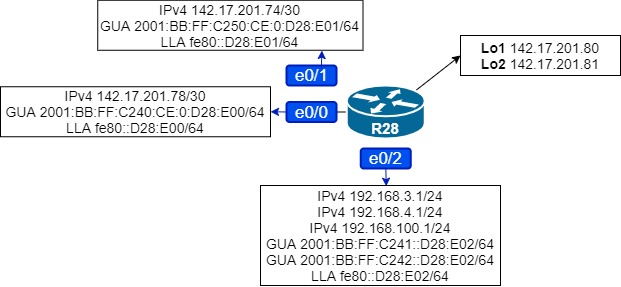 IPv4 142.17.201.74/30
GUA 2001:BB:FF:C250:CE:0:D28:E01/64
LLA fe80::D28:E01/64
Lo1 142.17.201.80
Lo2 142.17.201.81
e0/1
IPv4 142.17.201.78/30
GUA 2001:BB:FF:C240:CE:0:D28:E00/64
LLA fe80::D28:E00/64
e0/0
R28
e0/2
IPv4 192.168.3.1/24
IPv4 192.168.4.1/24
IPv4 192.168.100.1/24
GUA 2001:BB:FF:C241::D28:E02/64
GUA 2001:BB:FF:C242::D28:E02/64
LLA fe80::D28:E02/64